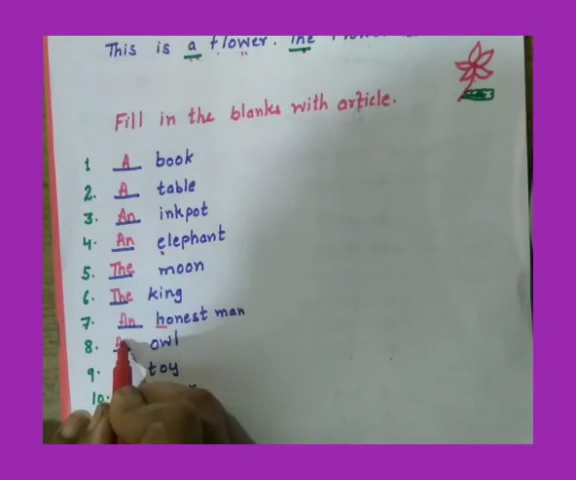 This is a flower. The
Fill in the blanks with article.
1 A book
2. A table
3. An inkpot
4. An elephant
5. The moon
6. The king
7. An honest man
8. owl
9. toy
10.